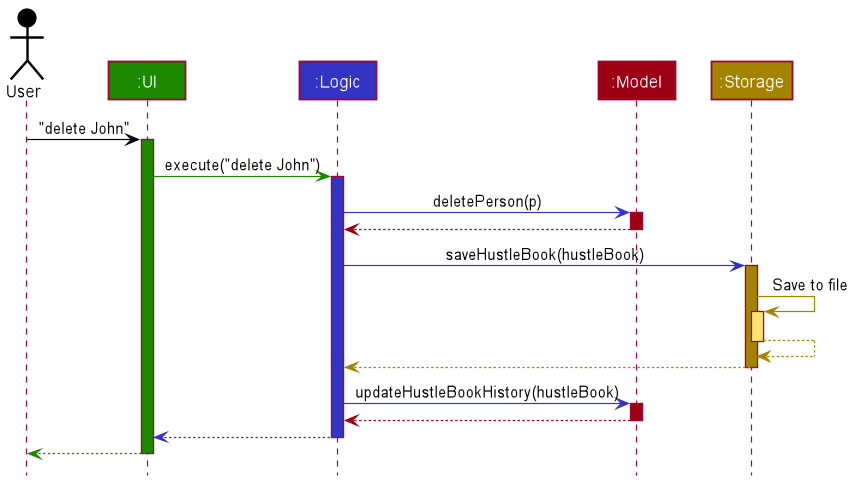 User
:UI
:Logic
:Model
:Storage
"delete John"
execute("delete John")
deletePerson(p)
saveHustleBook(hustleBook)
Save to file
updateHustleBookHistory(hustleBook)